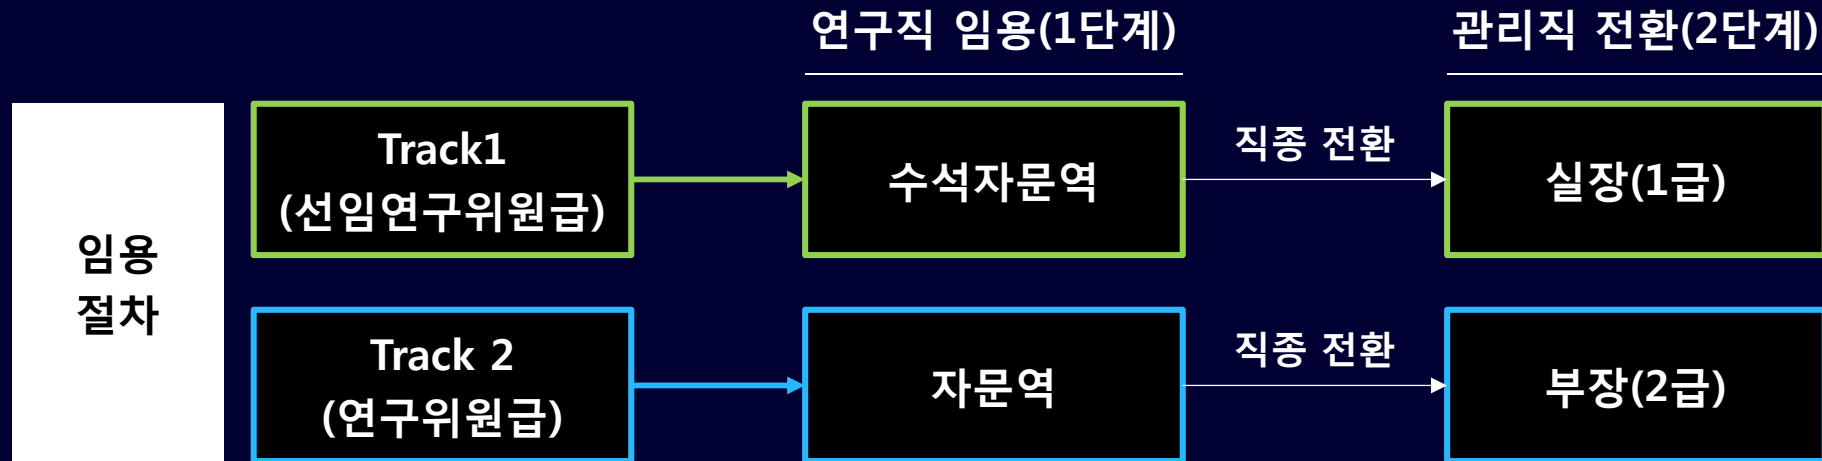 연구직 임용(1단계)
관리직 전환(2단계)
임용
절차
Track1
(선임연구위원급)
수석자문역
직종 전환
실장(1급)
Track 2
(연구위원급)
자문역
직종 전환
부장(2급)